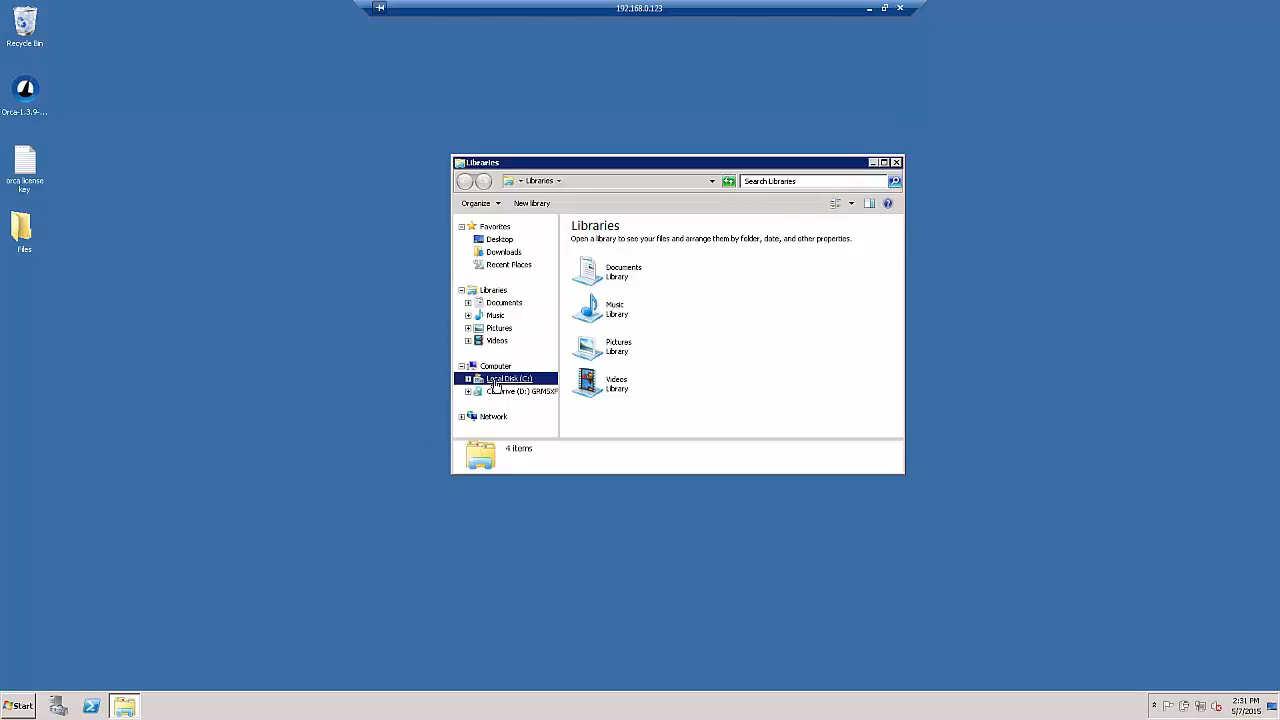 192.168.0.123
Recycle Bin
Orca-1.3.9-...
orca license
key
Files
Libraries
Libraries
Search Libraries
Organize
New library
Favorites
Desktop
Downloads
Recent Places
Libraries
Documents
Music
Pictures
Videos
Computer
Local Disk (C:)
Drive (D:) GRMSXF
Network
Libraries
Open a library to see your files and arrange them by folder, date, and other properties.
Documents
Library
Music
Library
Pictures
Library
Videos
Library
4 items
Start
2:31 PM
5/7/2015